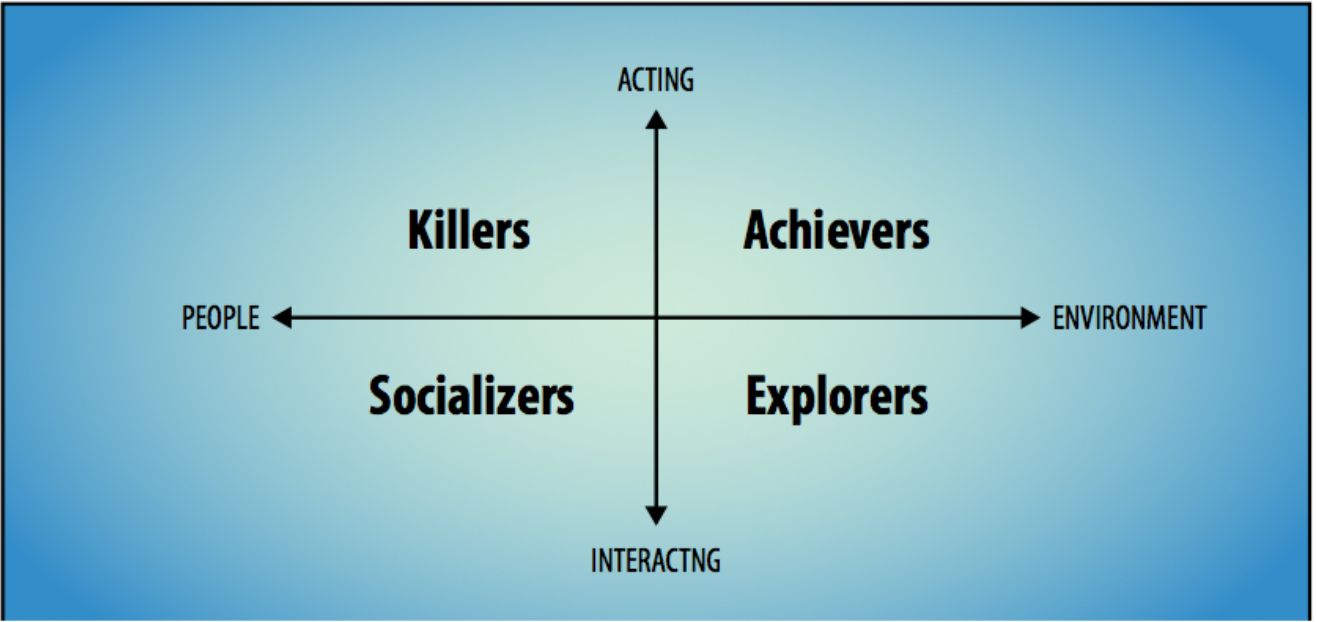 ACTING
Killers
Achievers
PEOPLE
ENVIRONMENT
Socializers
Explorers
INTERACTNG